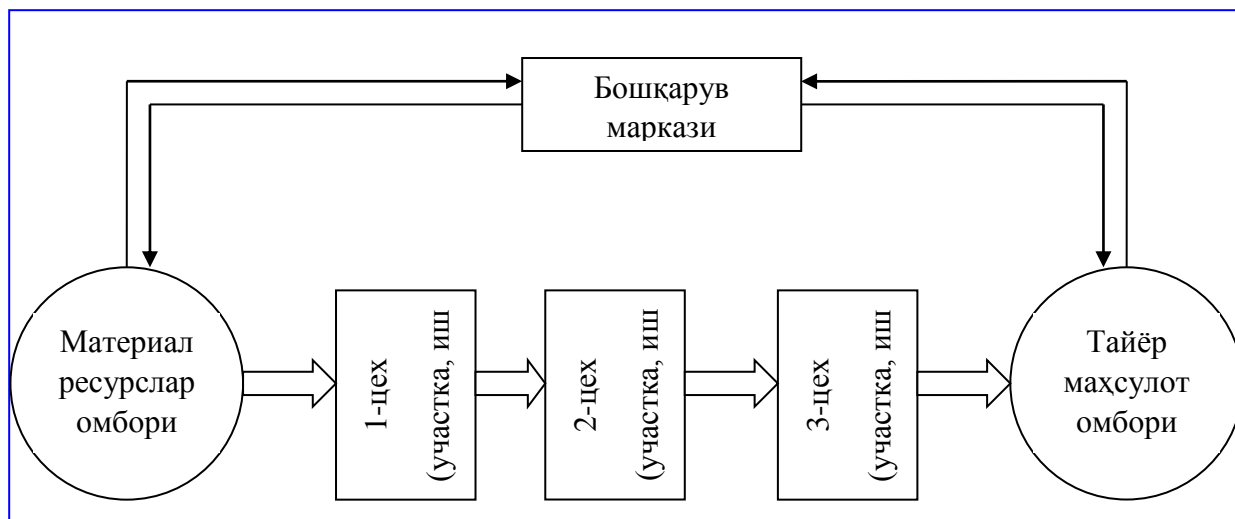 Бошқарув
маркази
Материал
ресурслар
омбори
1-цех
(участка, иш
2-цех
(участка, иш
3-цех
(участка, иш
Тайёр
маҳсулот
омбори